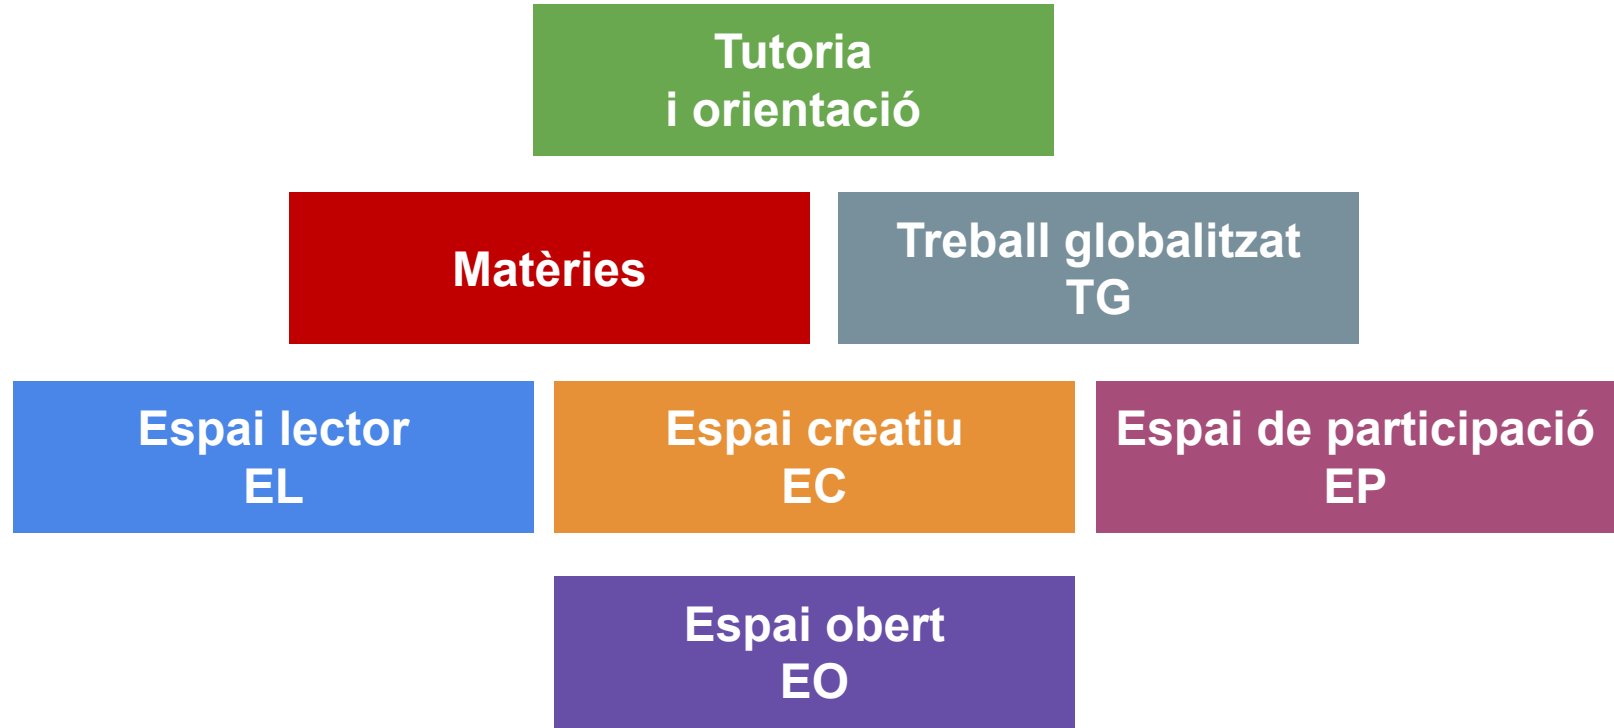 Tutoria
i orientació
Matèries
Treball globalitzat
TG
Espai lector
EL
Espai creatiu
EC
Espai de participació
EP
Espai obert
EO